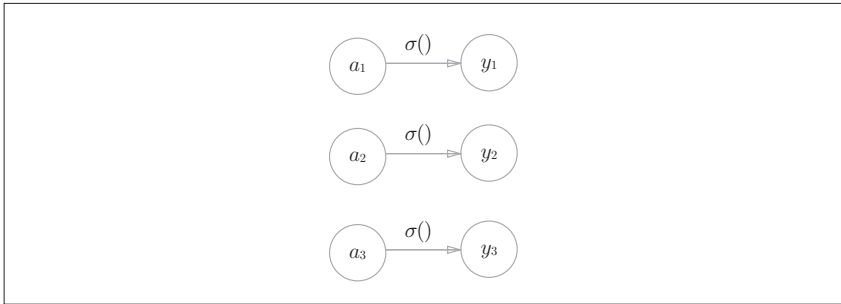 σ()
a₁ y₁
σ()
a₂ y₂
σ()
a₃ y₃